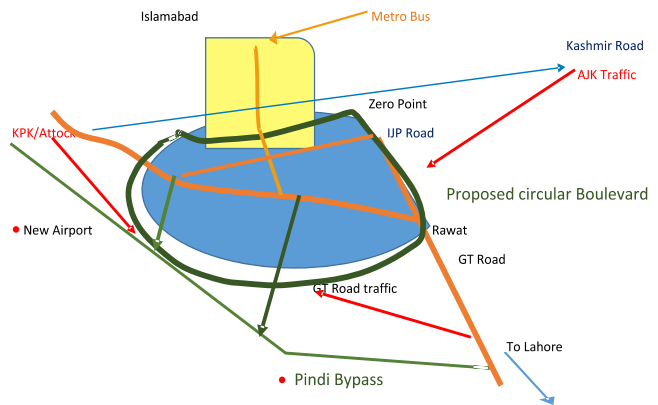 Islamabad
Metro Bus
Kashmir Road
AJK Traffic
Zero Point
KPK/Attock
IJP Road
Proposed circular Boulevard
New Airport
Rawat
GT Road
GT Road traffic
To Lahore
Pindi Bypass